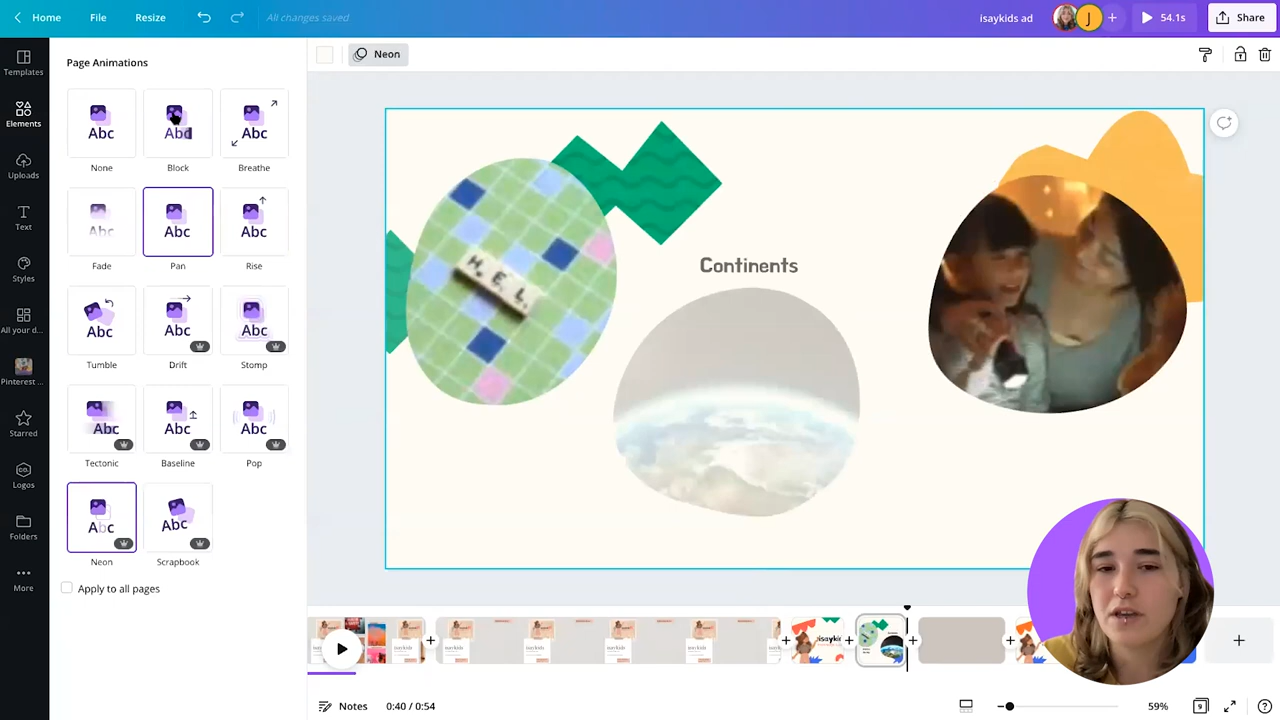 Home
File
Resize
All changes saved
isaykids ad
J
54.1s
Share
Templates
Elements
Uploads
Text
Styles
All your d...
Pinterest ...
Starred
CO.
Logos
Folders
More
Page Animations
Abc
None
Abc
Block
Abc
Breathe
Abc
Fade
Abc
Pan
Abc
Rise
Abc
Tumble
Abc
Drift
Abc
Stomp
Abc
Tectonic
Abc
Baseline
Abc
Pop
Abc
Neon
Abc
Scrapbook
Apply to all pages
Neon
H E L
Continents
Notes
0:40 / 0:54
59%
9